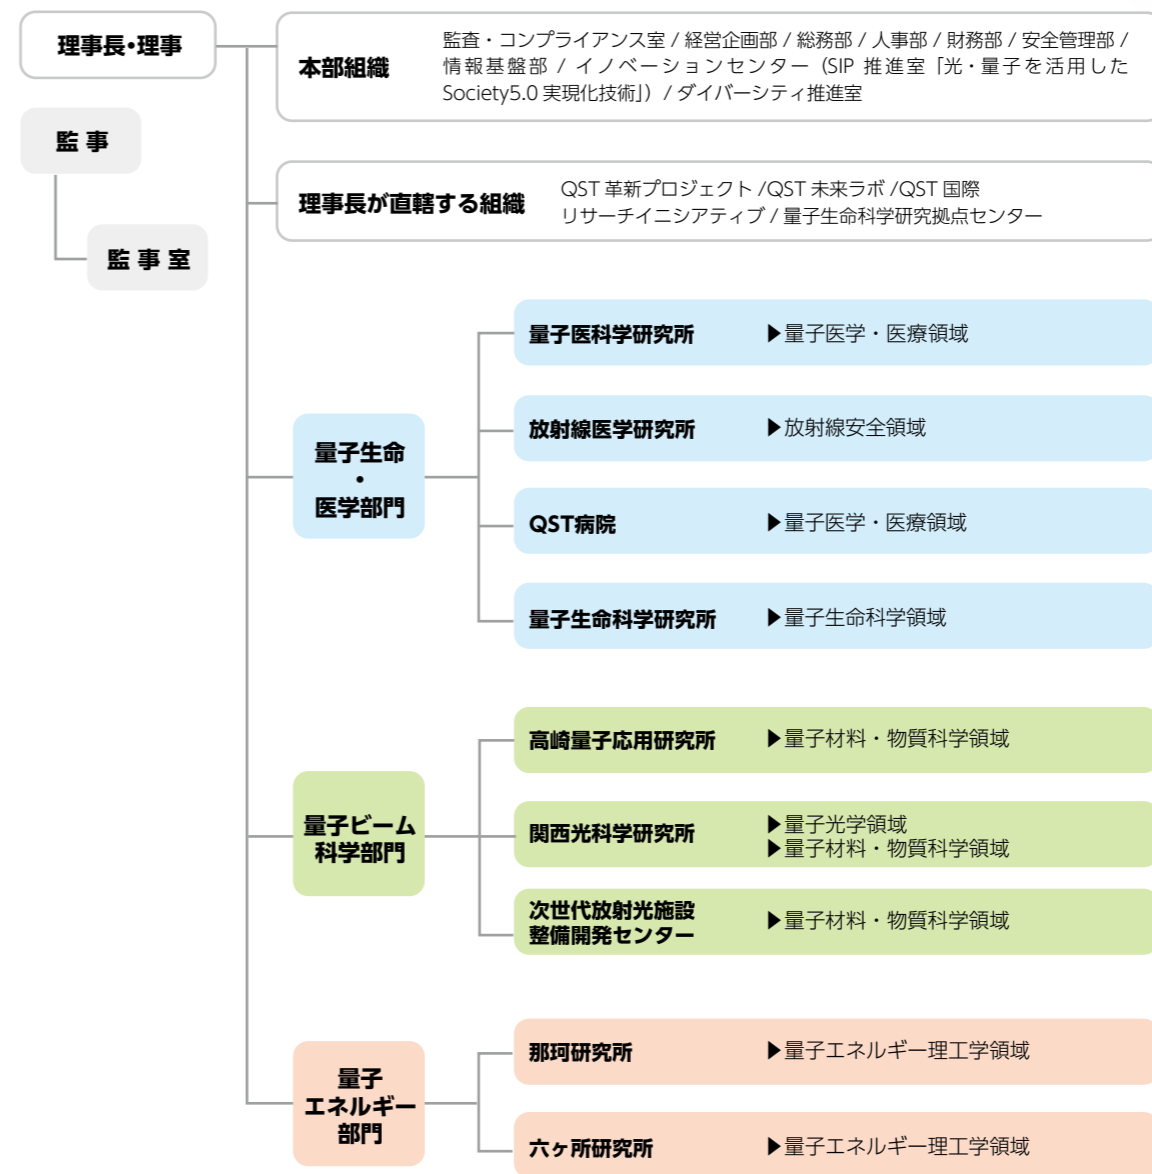 理事長・理事
本部組織
監査・コンプライアンス室 / 経営企画部 / 総務部 / 人事部 / 財務部 / 安全管理部 /
情報基盤部 / イノベーションセンター(SIP 推進室「光・量子を活用した
Society5.0 実現化技術」) / ダイバーシティ推進室
監 事
監 事 室
理事長が直轄する組織
QST 革新プロジェクト /QST 未来ラボ /QST 国際
リサーチイニシアティブ / 量子生命科学研究拠点センター
量子生命
・
医学部門
量子医科学研究所 ▶量子医学・医療領域
放射線医学研究所 ▶放射線安全領域
QST病院 ▶量子医学・医療領域
量子生命科学研究所 ▶量子生命科学領域
量子ビーム
科学部門
高崎量子応用研究所 ▶量子材料・物質科学領域
関西光科学研究所
▶量子光学領域
▶量子材料・物質科学領域
次世代放射光施設
整備開発センター
▶量子材料・物質科学領域
量子
エネルギー
部門
那珂研究所 ▶量子エネルギー理工学領域
六ヶ所研究所 ▶量子エネルギー理工学領域